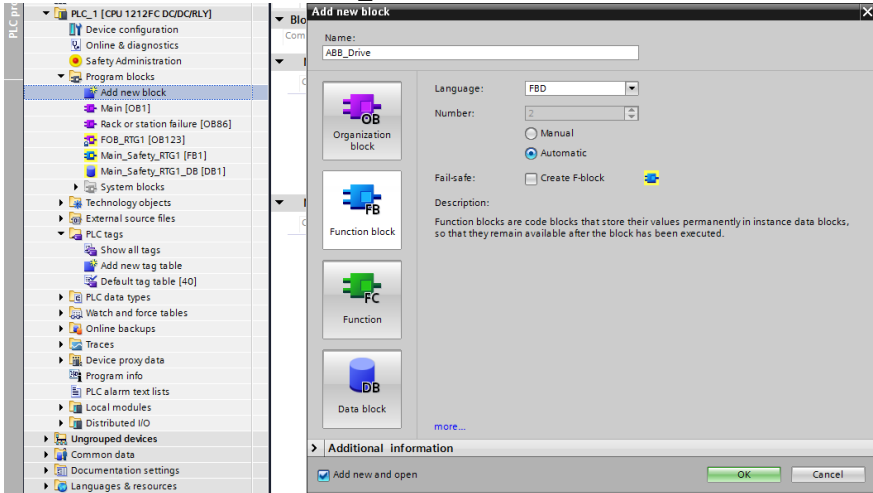 PLC_1 [CPU 1212FC DC/DC/RLY]
Device configuration
Online & diagnostics
Safety Administration
Program blocks
Add new block
Main [OB1]
Rack or station failure [OB86]
FOB_RTG1 [OB123]
Main_Safety_RTG1 [FB1]
Main_Safety_RTG1_DB [DB1]
System blocks
Technology objects
External source files
PLC tags
Show all tags
Add new tag table
Default tag table [40]
PLC data types
Watch and force tables
Online backups
Traces
Device proxy data
Program info
PLC alarm text lists
Local modules
Distributed I/O
Ungrouped devices
Common data
Documentation settings
Languages & resources
Blo
Com
Add new block
Name:
ABB_Drive
OB
Organization
block
FB
Function block
FC
Function
DB
Data block
Language: FBD
Number: 2
Manual
Automatic
Fail-safe: Create F-block
Description:
Function blocks are code blocks that store their values permanently in instance data blocks,
so that they remain available after the block has been executed.
more...
Additional information
Add new and open
OK Cancel